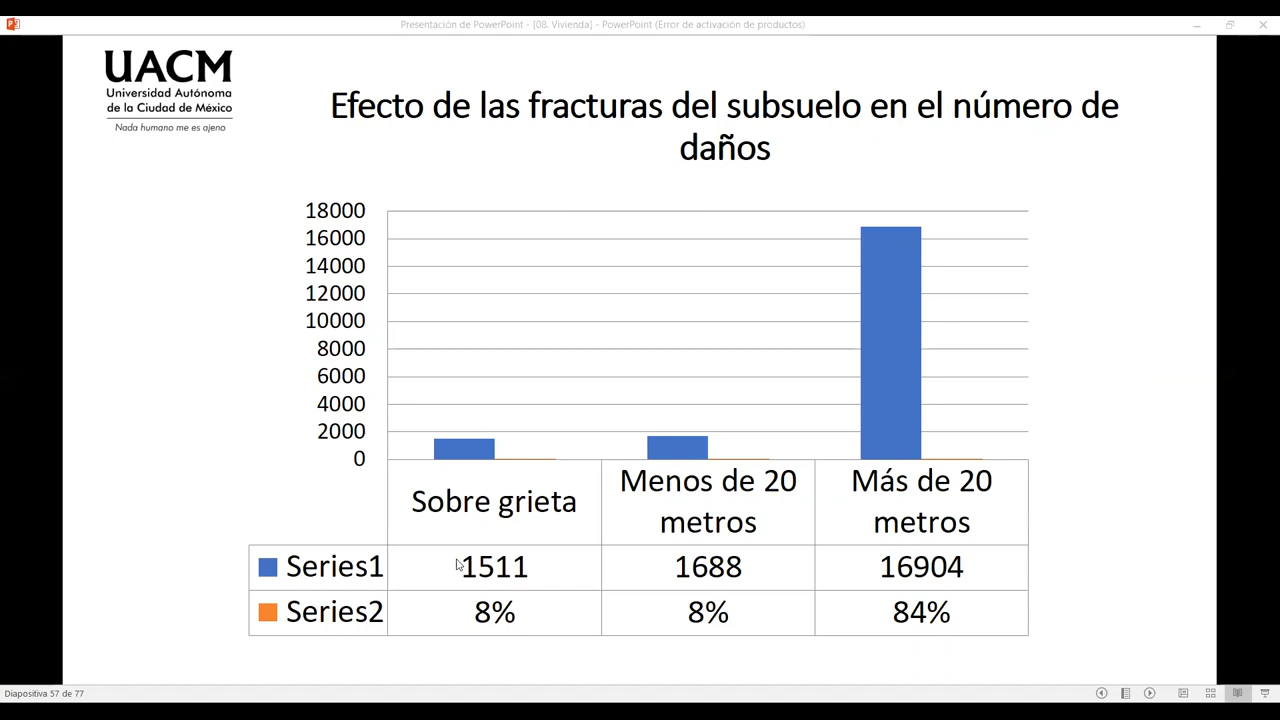 Presentación de PowerPoint - [08. Vivienda] - PowerPoint (Error de activación de productos)
UACM
Universidad Autónoma
de la Ciudad de México
Nada humano me es ajeno
Efecto de las fracturas del subsuelo en el número de
daños
18000
16000
14000
12000
10000
8000
6000
4000
2000
0
Sobre grieta
Menos de 20
metros
Más de 20
metros
Series1 1511 1688 16904
Series2 8% 8% 84%
Diapositiva 57 de 77